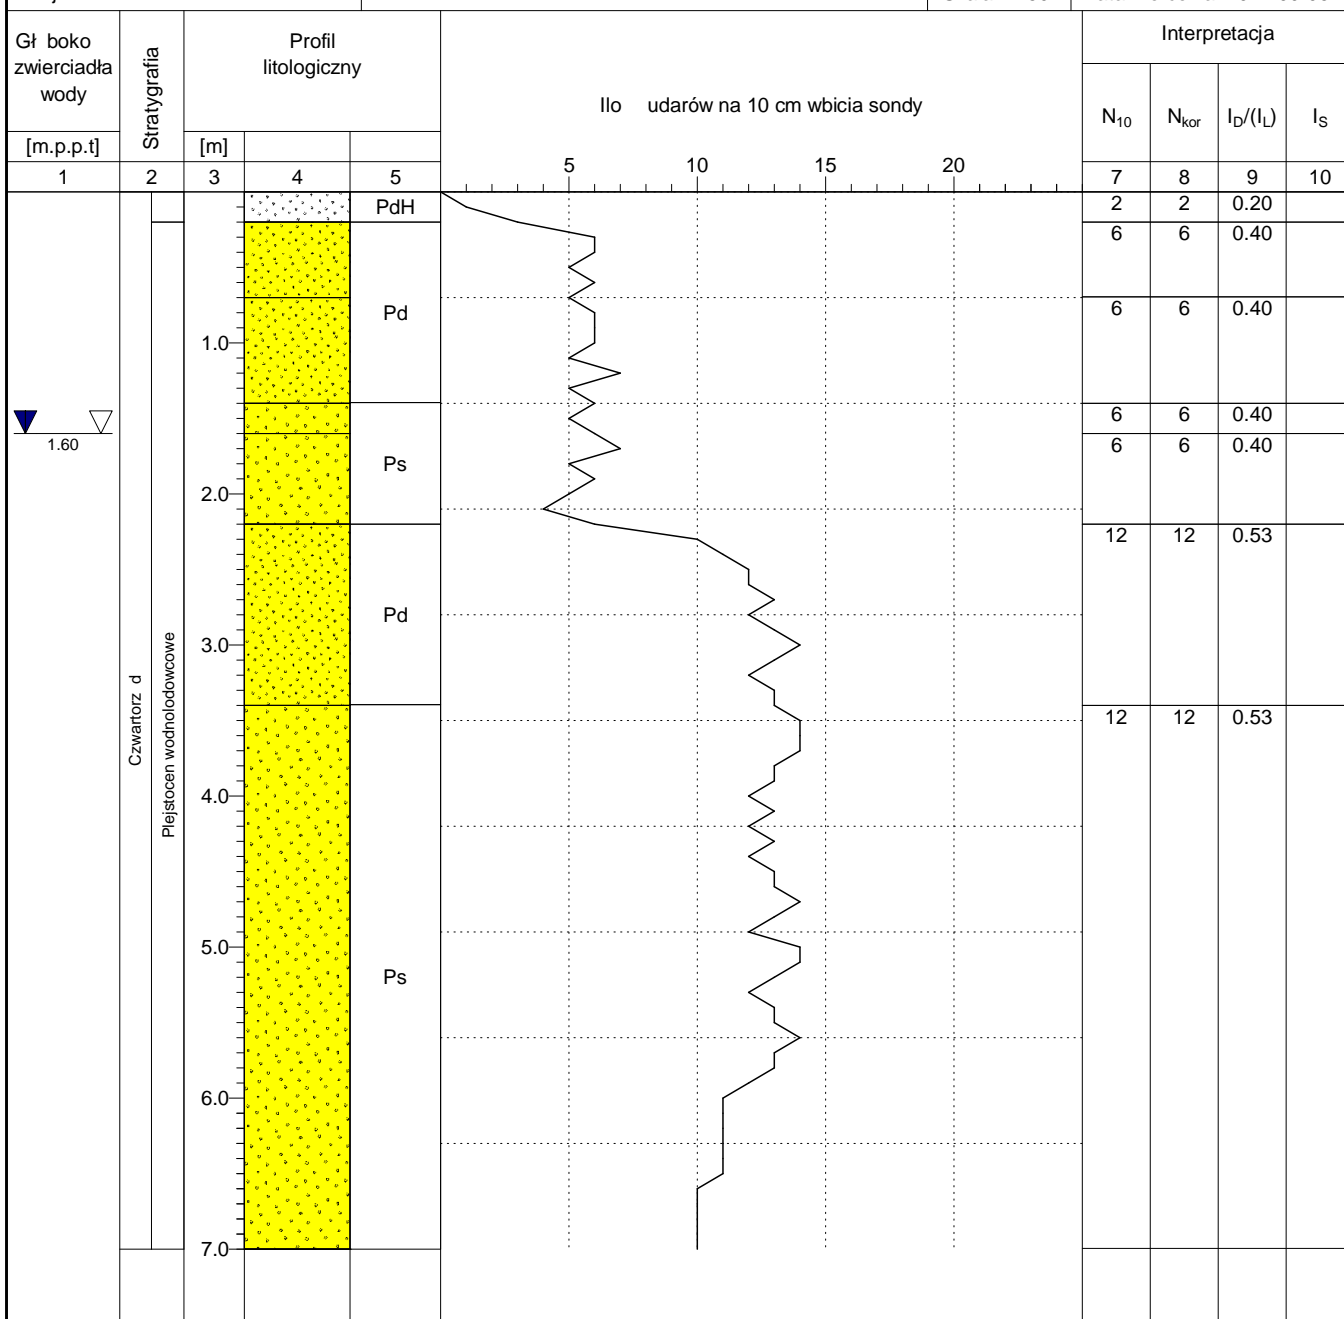 Gł boko
zwierciadła
wody
[m.p.p.t]
Stratygrafia
Profil
litologiczny
[m]
Ilo udarów na 10 cm wbicia sondy
5 10 15 20
Interpretacja
N10 Nkor ID/(IL) IS
1 2 3 4 5 7 8 9 10
PdH 2 2 0.20
6 6 0.40
Pd 6 6 0.40
1.0
6 6 0.40
1.60
6 6 0.40
Ps
2.0
12 12 0.53
Pd
3.0
12 12 0.53
Czwartorz d
Plejstocen wodnolodowcowe
4.0
5.0
Ps
6.0
7.0